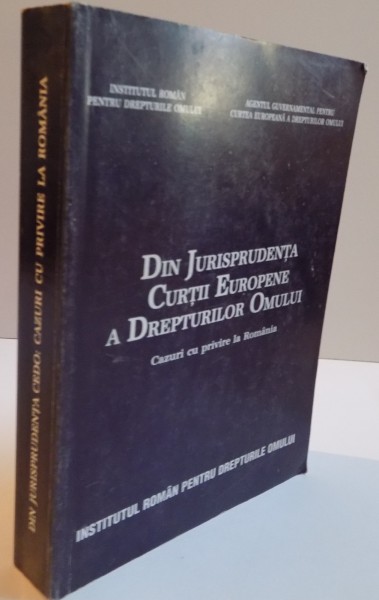 DIN JURISPRUDENȚA CEDO: CAZURI CU PRIVIRE LA ROMÂNIA
INSTITUTUL ROMÂN
PENTRU DREPTURILE OMULUI
AGENTUL GUVERNAMENTAL PENTRU
CURTEA EUROPEANĂ A DREPTURILOR OMULUI
DIN JURISPRUDENȚA
CURȚII EUROPENE
A DREPTURILOR OMULUI
Cazuri cu privire la România
INSTITUTUL ROMÂN PENTRU DREPTURILE OMULUI